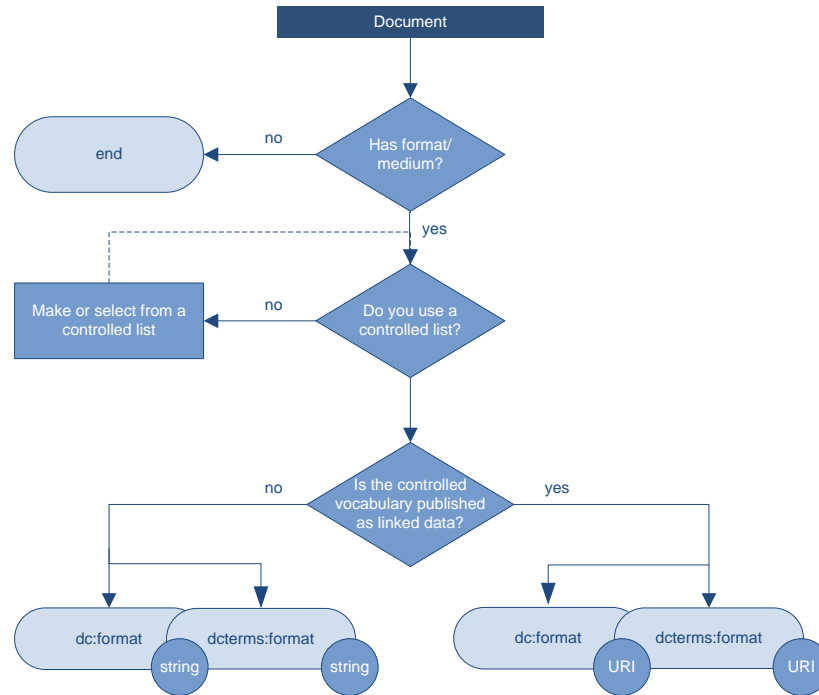 Document
Has format/
medium?
no
end
yes
Do you use a
controlled list?
no
Make or select from a
controlled list
Is the controlled
vocabulary published
as linked data?
no
yes
dc:format
string
dcterms:format
string
dc:format
URI
dcterms:format
URI